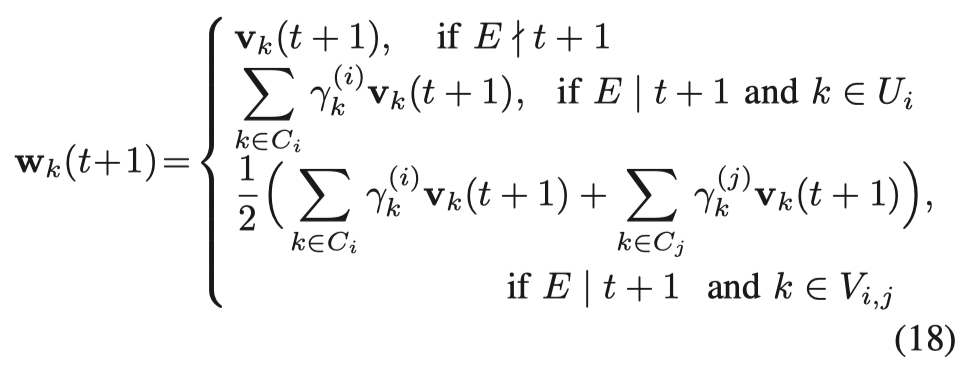 v_k(t + 1), if E ∤ t + 1
∑_{k∈C_i} γ_k^{(i)} v_k(t + 1), if E | t + 1 and k ∈ U_i
w_k(t+1)= {
1/2 ( ∑_{k∈C_i} γ_k^{(i)} v_k(t + 1) + ∑_{k∈C_j} γ_k^{(j)} v_k(t + 1) ),
if E | t + 1 and k ∈ V_{i,j}
(18)